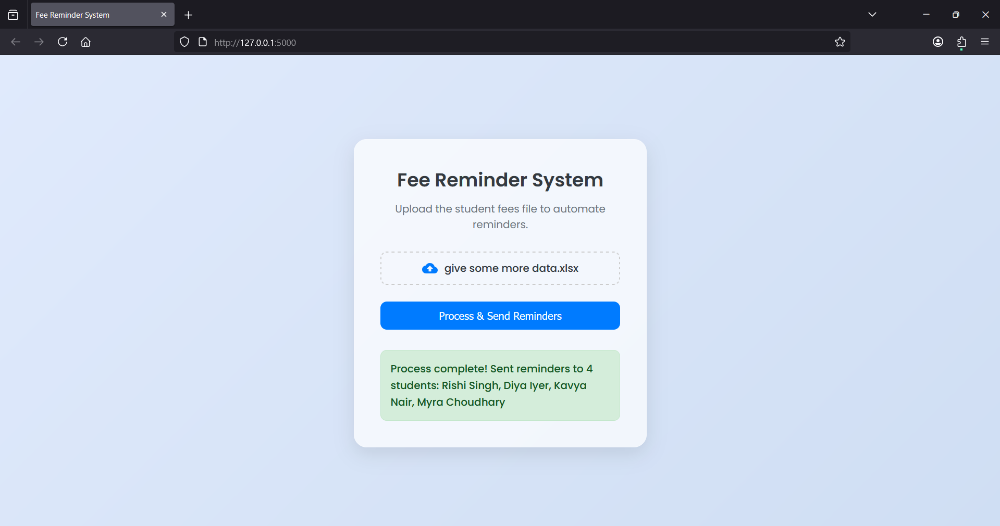 Fee Reminder System
http://127.0.0.1:5000
Fee Reminder System
Upload the student fees file to automate
reminders.
give some more data.xlsx
Process & Send Reminders
Process complete! Sent reminders to 4
students: Rishi Singh, Diya Iyer, Kavya
Nair, Myra Choudhary